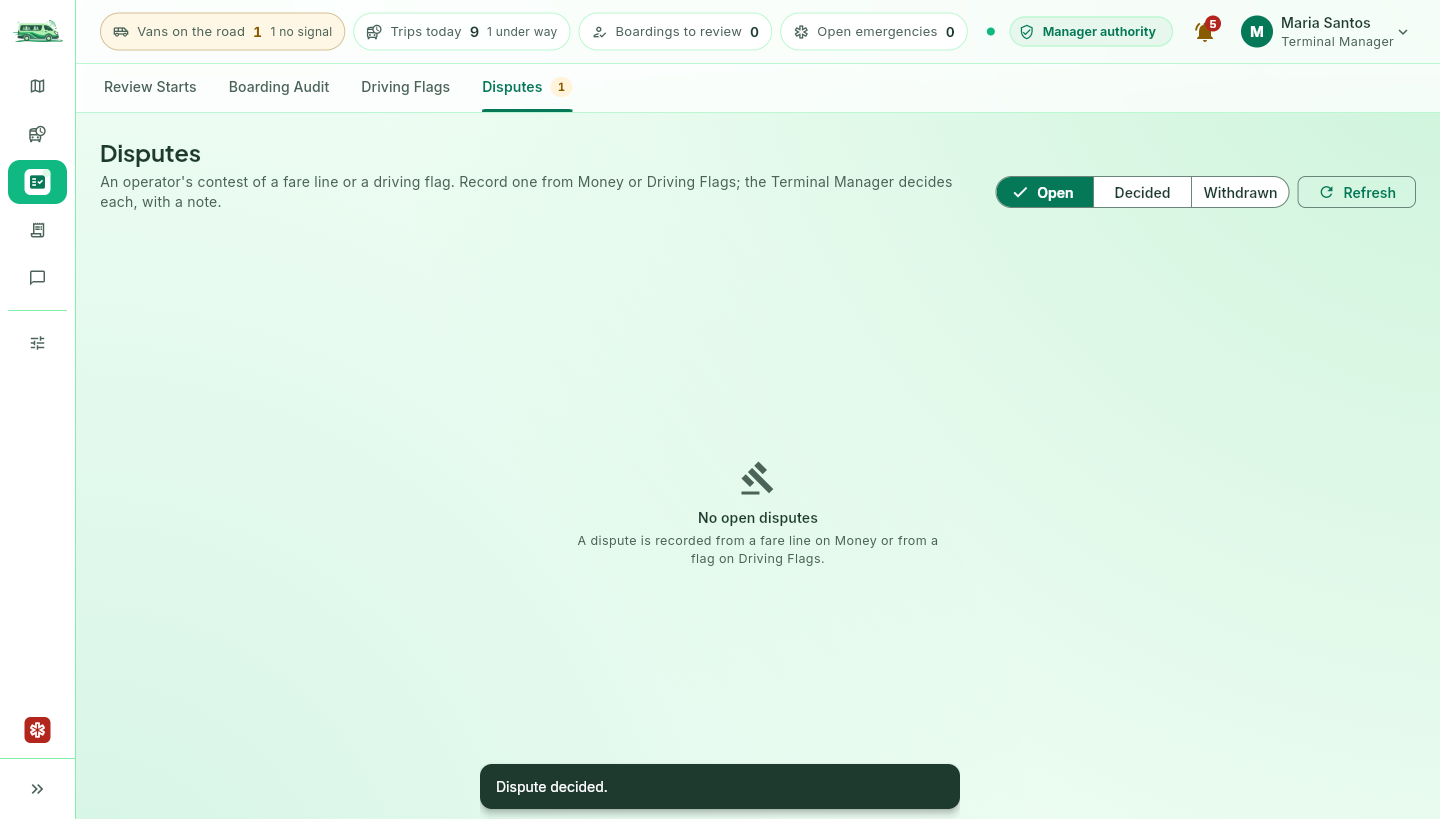 Vans on the road 1 1 no signal
Trips today 9 1 under way
Boardings to review 0
Open emergencies 0
Manager authority
5
M
Maria Santos
Terminal Manager
Review Starts
Boarding Audit
Driving Flags
Disputes 1
Disputes
An operator's contest of a fare line or a driving flag. Record one from Money or Driving Flags; the Terminal Manager decides
each, with a note.
Open
Decided
Withdrawn
Refresh
No open disputes
A dispute is recorded from a fare line on Money or from a
flag on Driving Flags.
Dispute decided.